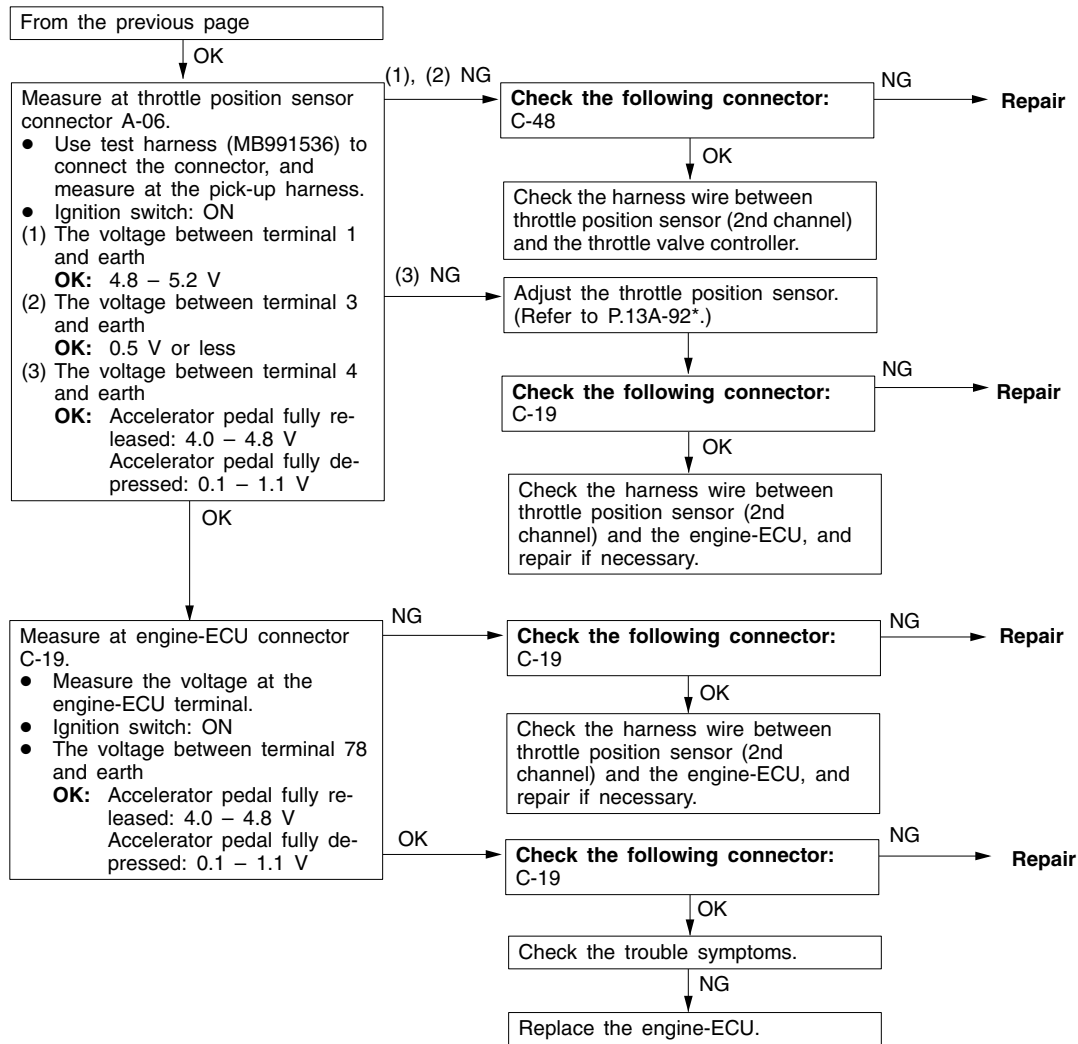 From the previous page
OK
Measure at throttle position sensor
connector A-06.
● Use test harness (MB991536) to
connect the connector, and
measure at the pick-up harness.
● Ignition switch: ON
(1) The voltage between terminal 1
and earth
OK: 4.8 – 5.2 V
(2) The voltage between terminal 3
and earth
OK: 0.5 V or less
(3) The voltage between terminal 4
and earth
OK: Accelerator pedal fully re-
leased: 4.0 – 4.8 V
Accelerator pedal fully de-
pressed: 0.1 – 1.1 V
(1), (2) NG
Check the following connector:
C-48
NG
Repair
OK
Check the harness wire between
throttle position sensor (2nd channel)
and the throttle valve controller.
(3) NG
Adjust the throttle position sensor.
(Refer to P.13A-92*.)
Check the following connector:
C-19
NG
Repair
OK
Check the harness wire between
throttle position sensor (2nd
channel) and the engine-ECU, and
repair if necessary.
OK
Measure at engine-ECU connector
C-19.
● Measure the voltage at the
engine-ECU terminal.
● Ignition switch: ON
● The voltage between terminal 78
and earth
OK: Accelerator pedal fully re-
leased: 4.0 – 4.8 V
Accelerator pedal fully de-
pressed: 0.1 – 1.1 V
NG
Check the following connector:
C-19
NG
Repair
OK
Check the harness wire between
throttle position sensor (2nd
channel) and the engine-ECU, and
repair if necessary.
OK
Check the following connector:
C-19
NG
Repair
OK
Check the trouble symptoms.
NG
Replace the engine-ECU.